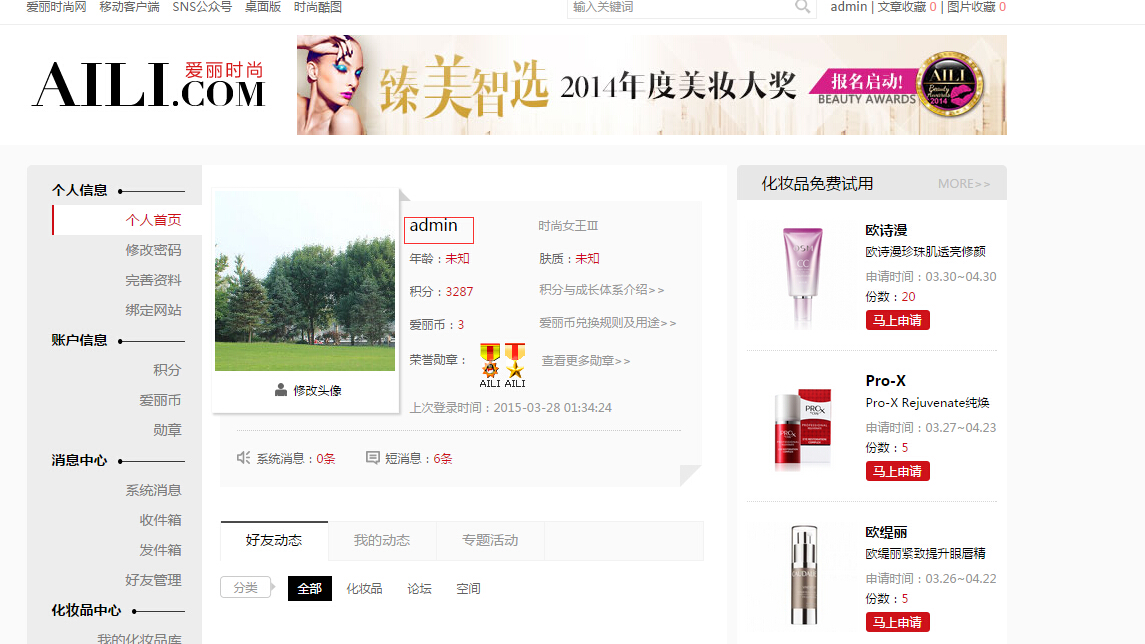 爱丽时尚网 移动客户端 SNS公众号 桌面版 时尚酷图
输入关键词
admin | 文章收藏 0 | 图片收藏 0
AILI.COM 爱丽时尚
臻美智选 2014年度美妆大奖
报名启动!
BEAUTY AWARDS
AILI
Beauty
Awards
2014
个人信息
个人首页
修改密码
完善资料
绑定网站
账户信息
积分
爱丽币
勋章
消息中心
系统消息
收件箱
发件箱
好友管理
化妆品中心
我的化妆品库
修改头像
admin 时尚女王Ⅲ
年龄：未知 肤质：未知
积分：3287 积分与成长体系介绍>>
爱丽币：3 爱丽币兑换规则及用途>>
荣誉勋章： AILI AILI 查看更多勋章>>
上次登录时间：2015-03-28 01:34:24
系统消息：0条 短消息：6条
好友动态 我的动态 专题活动
分类 全部 化妆品 论坛 空间
化妆品免费试用 MORE>>
欧诗漫
欧诗漫珍珠肌透亮修颜
申请时间：03.30~04.30
份数：20
马上申请
CC
Pro-X
Pro-X Rejuvenate纯焕
申请时间：03.27~04.23
份数：5
马上申请
PRO-X
PRO-X
欧缇丽
欧缇丽紧致提升眼唇精
申请时间：03.26~04.22
份数：5
马上申请
CAUDALIE